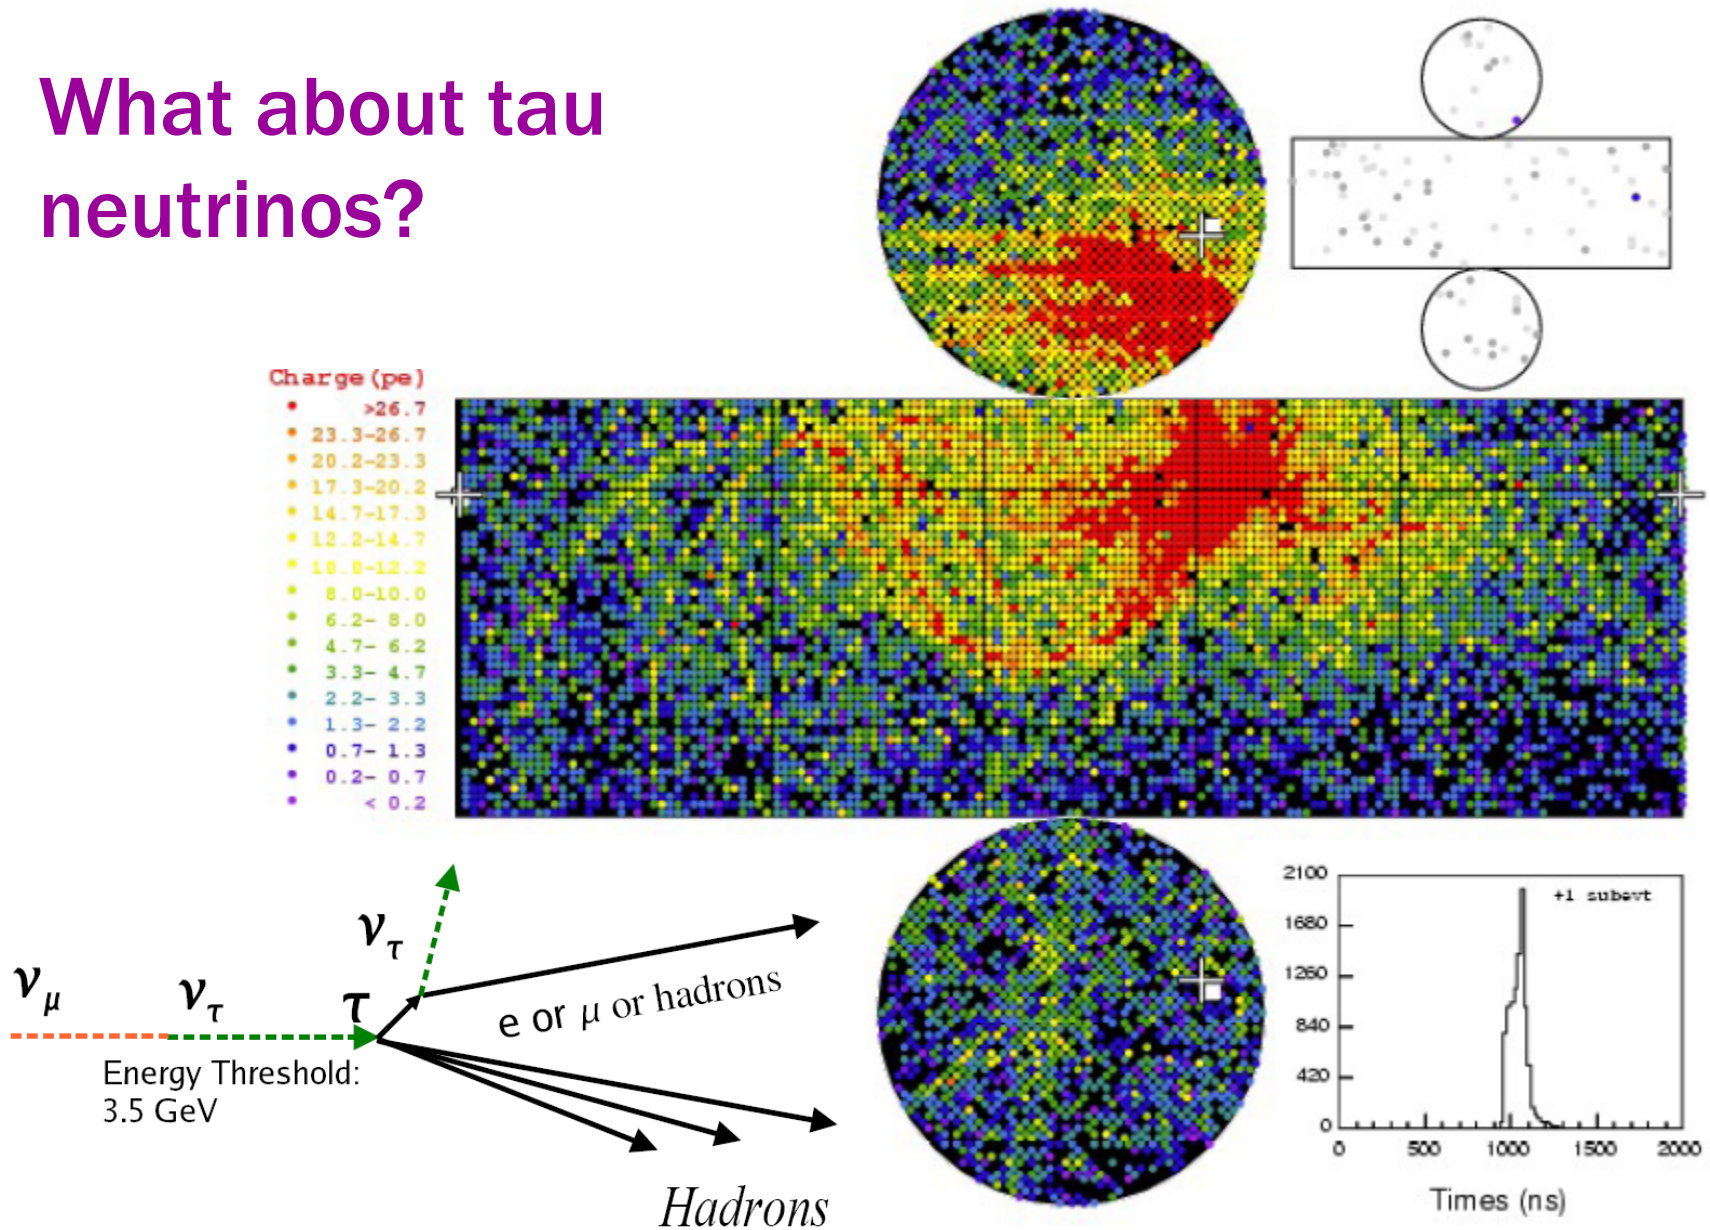 What about tau
neutrinos?
Charge(pe)
>26.7
23.3-26.7
20.2-23.3
17.3-20.2
14.7-17.3
12.2-14.7
10.0-12.2
8.0-10.0
6.2- 8.0
4.7- 6.2
3.3- 4.7
2.2- 3.3
1.3- 2.2
0.7- 1.3
0.2- 0.7
< 0.2
ν μ
ν τ
ν τ
τ
e or μ or hadrons
Energy Threshold:
3.5 GeV
Hadrons
+1 subevt
2100
1680
1260
840
420
0
0 500 1000 1500 2000
Times (ns)